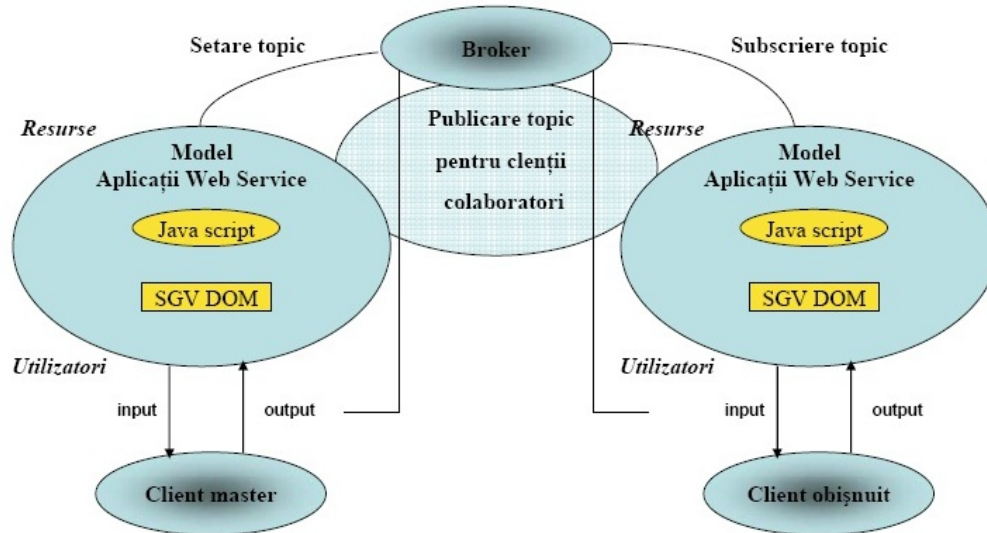 Setare topic
Broker
Subscriere topic
Resurse
Model
Aplicații Web Service
Java script
SGV DOM
Utilizatori
input
output
Client master
Publicare topic
pentru clenții
colaboratori
Resurse
Model
Aplicații Web Service
Java script
SGV DOM
Utilizatori
input
output
Client obișnuit